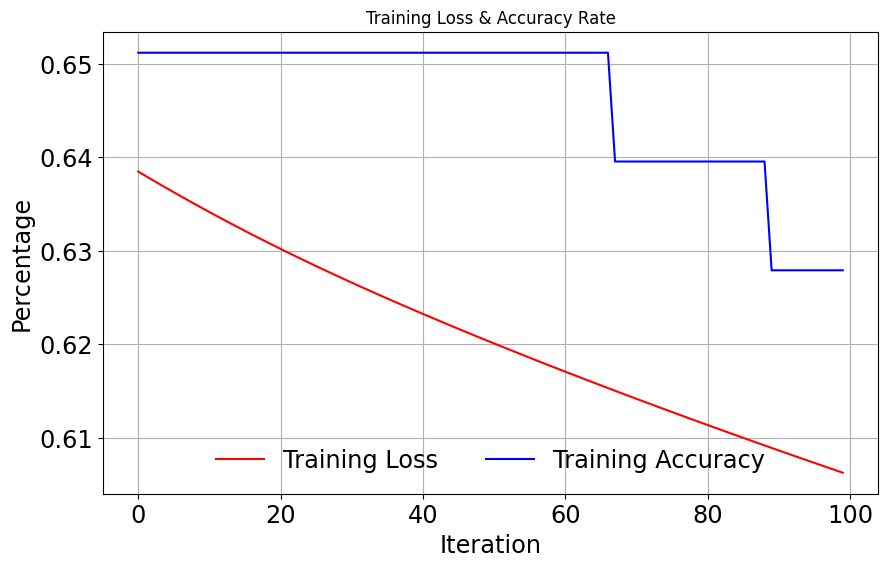 Training Loss & Accuracy Rate
0.65
0.64
0.63
0.62
0.61
Percentage
Training Loss
Training Accuracy
0 20 40 60 80 100
Iteration